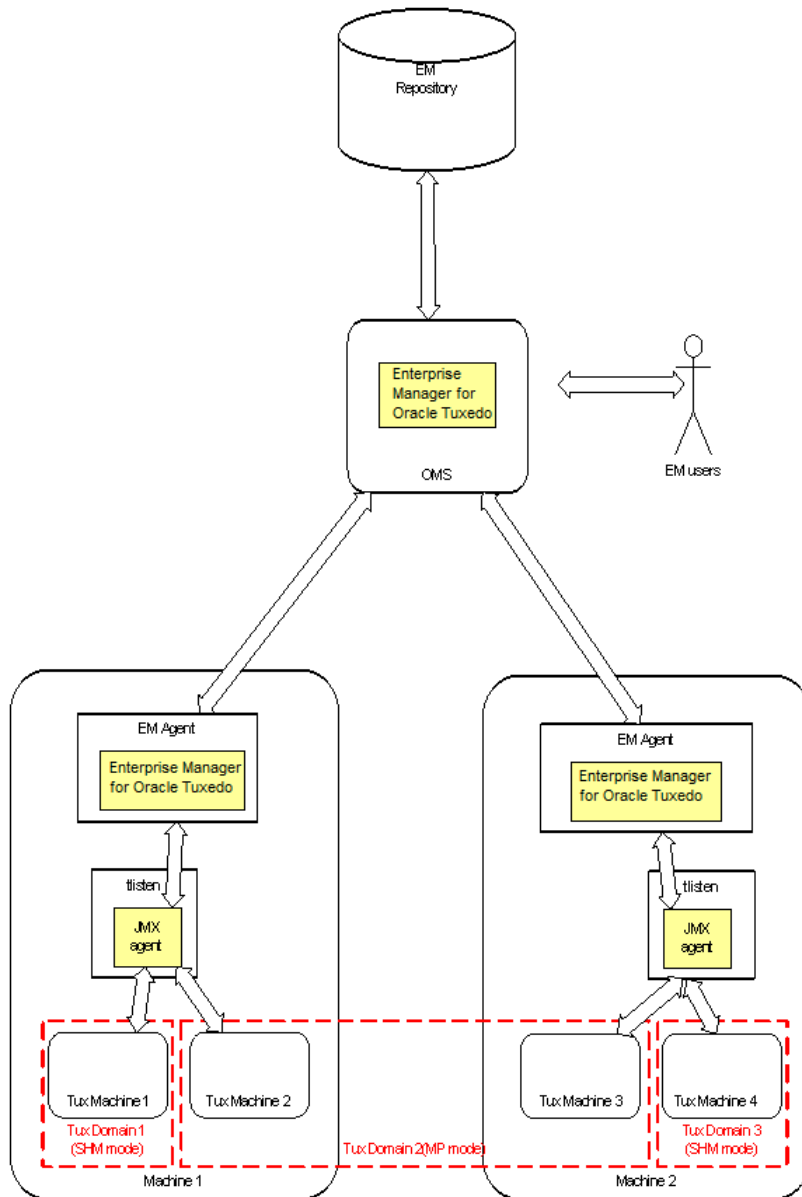 EM
Repository
Enterprise
Manager for
Oracle Tuxedo
OMS
EM users
EM Agent
Enterprise Manager
for Oracle Tuxedo
tlisten
JMX
agent
Tux Machine 1
Tux Machine 2
Tux Domain 1
(SHM mode)
Machine 1
Tux Domain 2(MP mode)
EM Agent
Enterprise Manager
for Oracle Tuxedo
tlisten
JMX
agent
Tux Machine 3
Tux Machine 4
Tux Domain 3
(SHM mode)
Machine 2